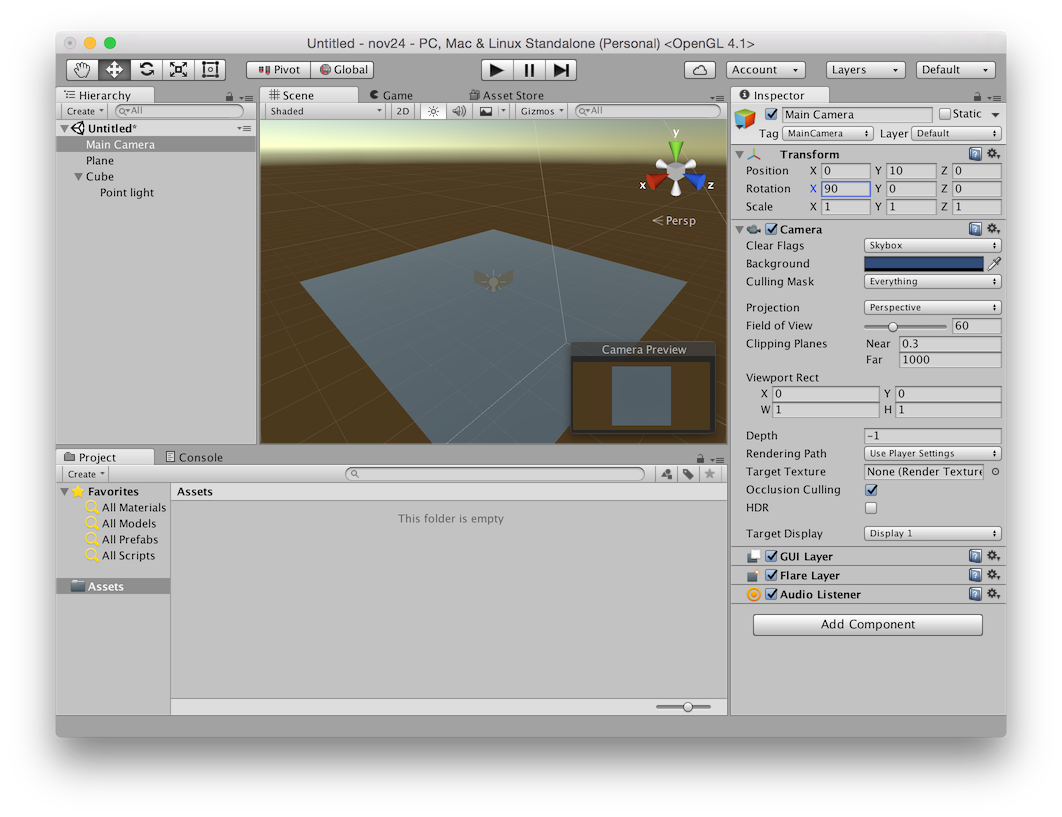 Untitled - nov24 - PC, Mac & Linux Standalone (Personal) <OpenGL 4.1>
Pivot Global Account Layers Default
Hierarchy
Create All
Untitled*
Main Camera
Plane
Cube
Point light
Scene Game Asset Store
Shaded 2D Gizmos All
y
x z
Persp
Camera Preview
Inspector
Main Camera Static
Tag MainCamera Layer Default
Transform
Position X 0 Y 10 Z 0
Rotation X 90 Y 0 Z 0
Scale X 1 Y 1 Z 1
Camera
Clear Flags Skybox
Background
Culling Mask Everything
Projection Perspective
Field of View 60
Clipping Planes Near 0.3
Far 1000
Viewport Rect
X 0 Y 0
W 1 H 1
Depth -1
Rendering Path Use Player Settings
Target Texture None (Render Texture
Occlusion Culling
HDR
Target Display Display 1
GUI Layer
Flare Layer
Audio Listener
Add Component
Project Console
Create
Favorites
All Materials
All Models
All Prefabs
All Scripts
Assets
Assets
This folder is empty